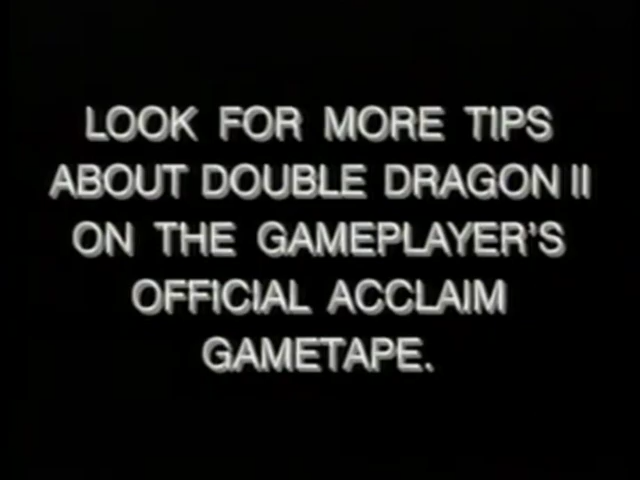 LOOK FOR MORE TIPS
ABOUT DOUBLE DRAGON II
ON THE GAMEPLAYER'S
OFFICIAL ACCLAIM
GAMETAPE.